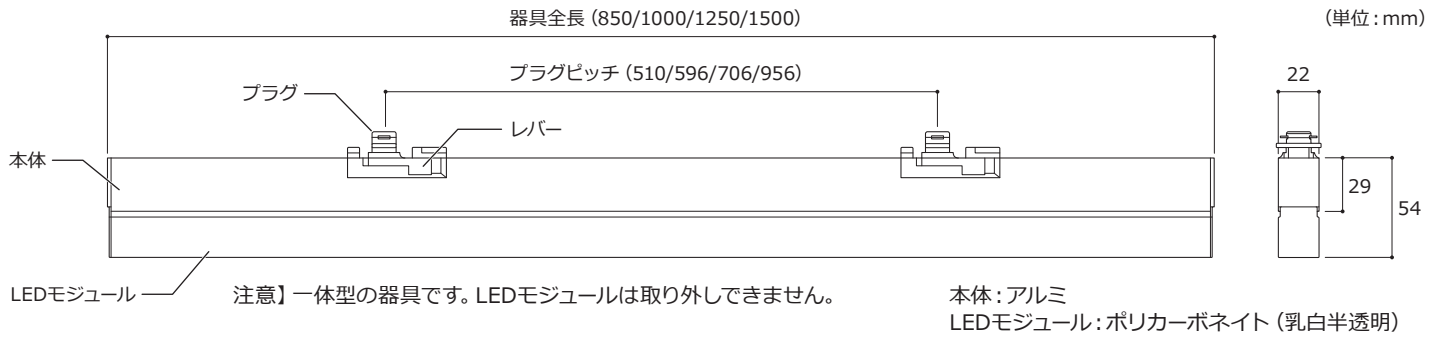 器具全長（850/1000/1250/1500）
（単位：mm）
プラグピッチ（510/596/706/956）
22
プラグ
レバー
本体
29
54
LEDモジュール
注意】一体型の器具です。LEDモジュールは取り外しできません。
本体：アルミ
LEDモジュール：ポリカーボネイト（乳白半透明）